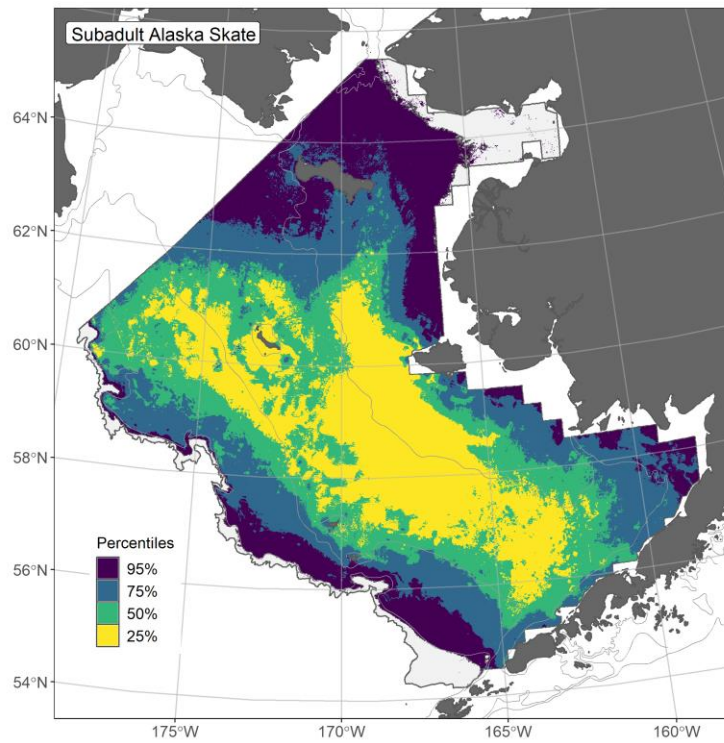 Subadult Alaska Skate
64°N
62°N
60°N
58°N
56°N
54°N
Percentiles
95%
75%
50%
25%
175°W
170°W
165°W
160°W